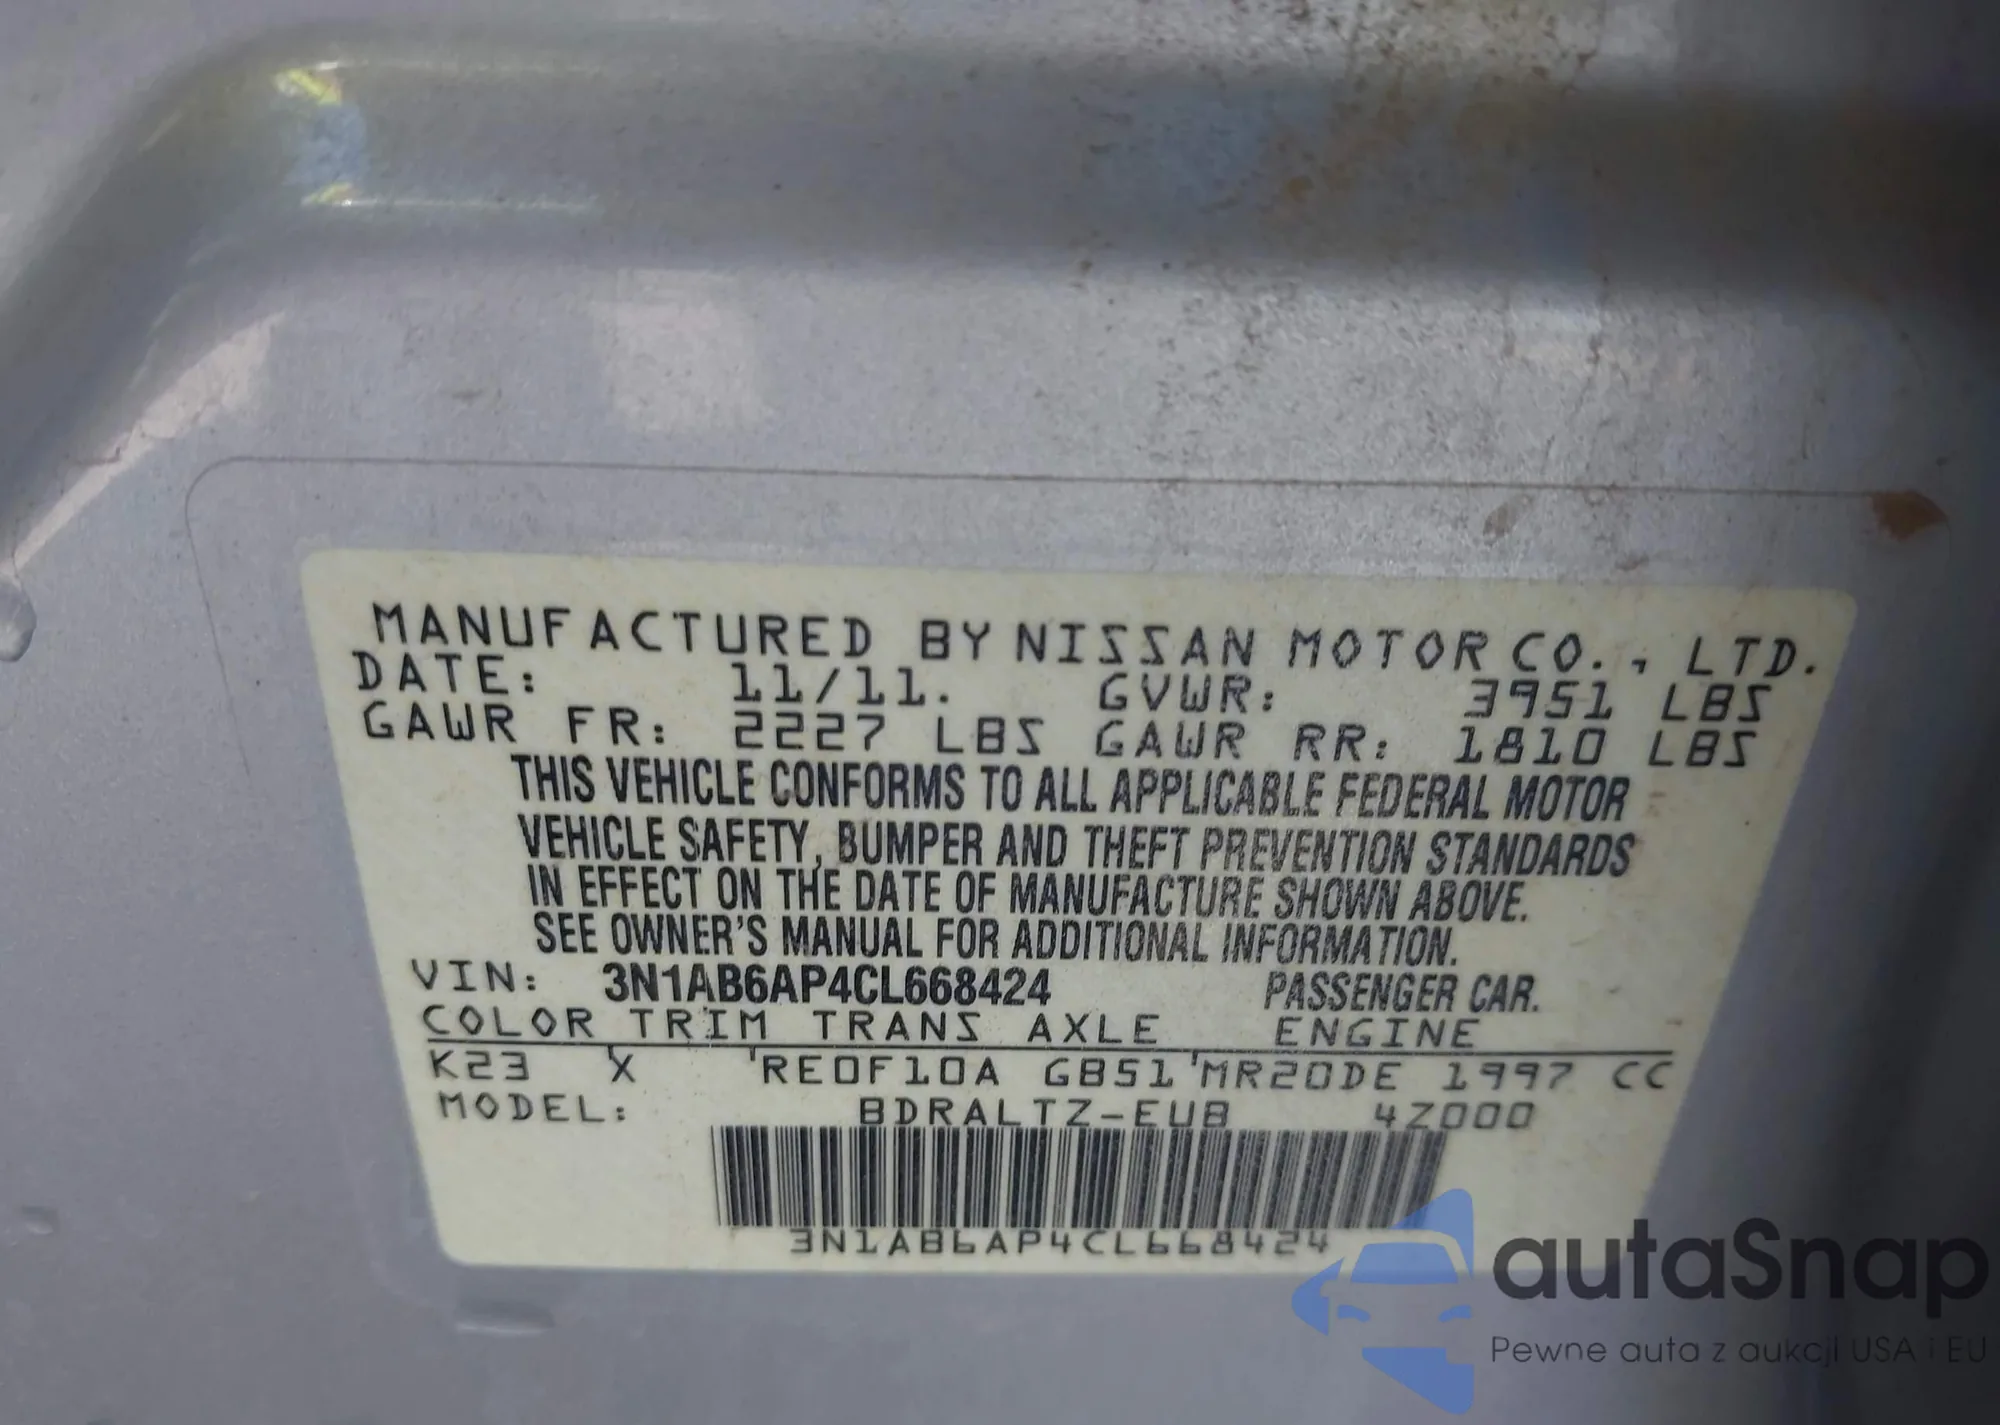 MANUFACTURED BY NISSAN MOTOR CO., LTD.
DATE: 11/11. GVWR: 3951 LBS
GAWR FR: 2227 LBS GAWR RR: 1810 LBS
THIS VEHICLE CONFORMS TO ALL APPLICABLE FEDERAL MOTOR
VEHICLE SAFETY, BUMPER AND THEFT PREVENTION STANDARDS
IN EFFECT ON THE DATE OF MANUFACTURE SHOWN ABOVE.
SEE OWNER'S MANUAL FOR ADDITIONAL INFORMATION.
VIN: 3N1AB6AP4CL668424 PASSENGER CAR.
COLOR TRIM TRANS AXLE ENGINE
K23 X RE0F10A GB51 MR20DE 1997 CC
MODEL: BDRALTZ-EUB 4Z000
3N1AB6AP4CL668424
autaSnap
Pewne auta z aukcji USA i EU